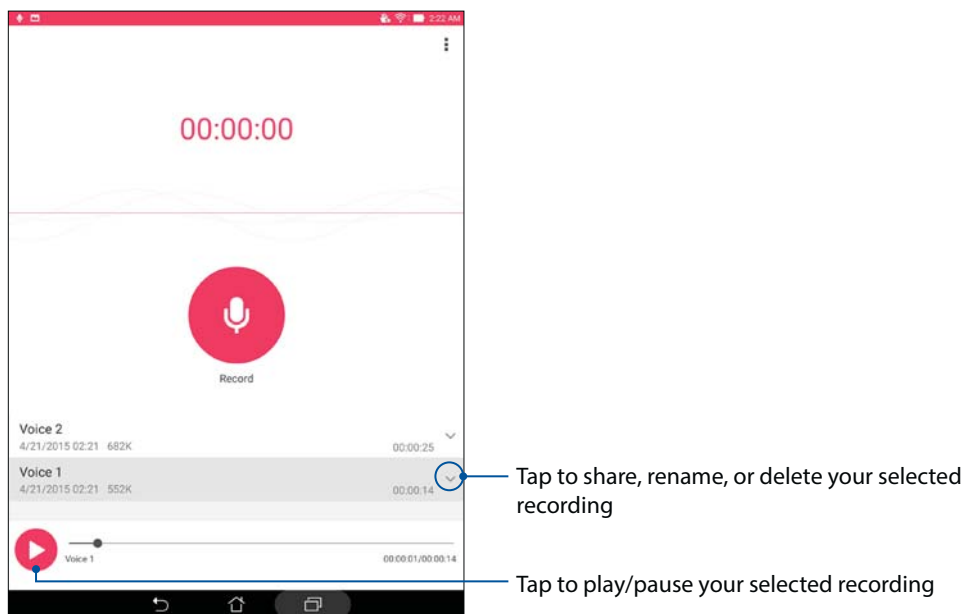 2:22 AM
00:00:00
Record
Voice 2
4/21/2015 02:21 682K
00:00:25
Voice 1
4/21/2015 02:21 552K
00:00:14
Tap to share, rename, or delete your selected
recording
Voice 1
00:00:01/00:00:14
Tap to play/pause your selected recording